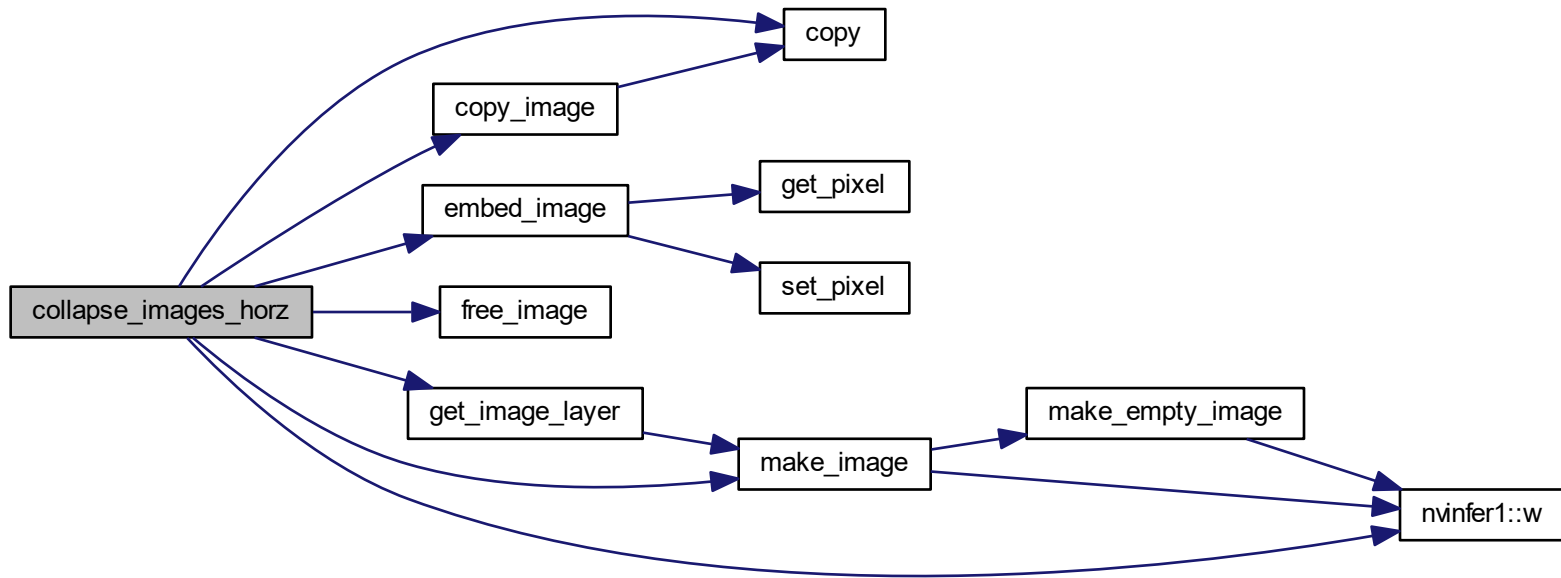 copy
copy_image
get_pixel
embed_image
set_pixel
collapse_images_horz
free_image
get_image_layer
make_empty_image
make_image
nvinfer1::w